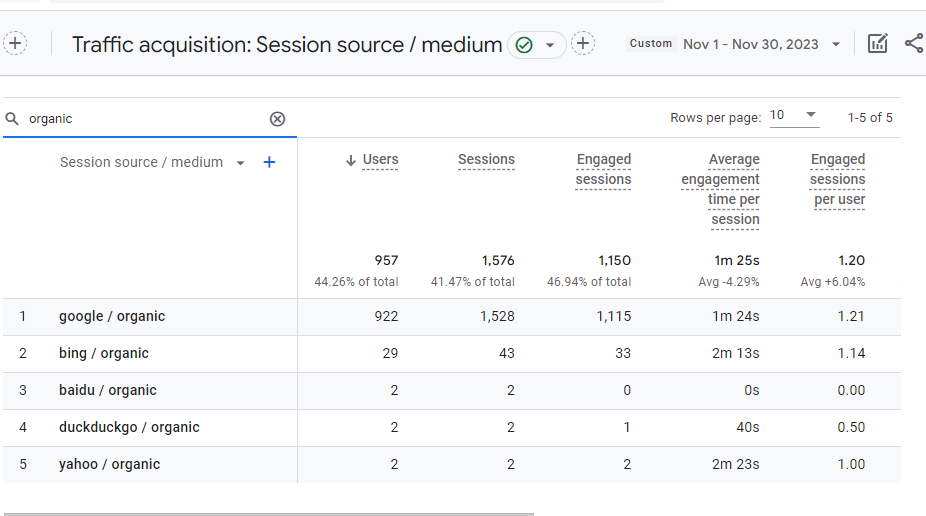 Traffic acquisition: Session source / medium
Custom Nov 1 - Nov 30, 2023
organic
Rows per page: 10 1-5 of 5
Session source / medium
Users
Sessions
Engaged
sessions
Average
engagement
time per
session
Engaged
sessions
per user
957 1,576 1,150 1m 25s 1.20
44.26% of total 41.47% of total 46.94% of total Avg -4.29% Avg +6.04%
1 google / organic 922 1,528 1,115 1m 24s 1.21
2 bing / organic 29 43 33 2m 13s 1.14
3 baidu / organic 2 2 0 0s 0.00
4 duckduckgo / organic 2 2 1 40s 0.50
5 yahoo / organic 2 2 2 2m 23s 1.00